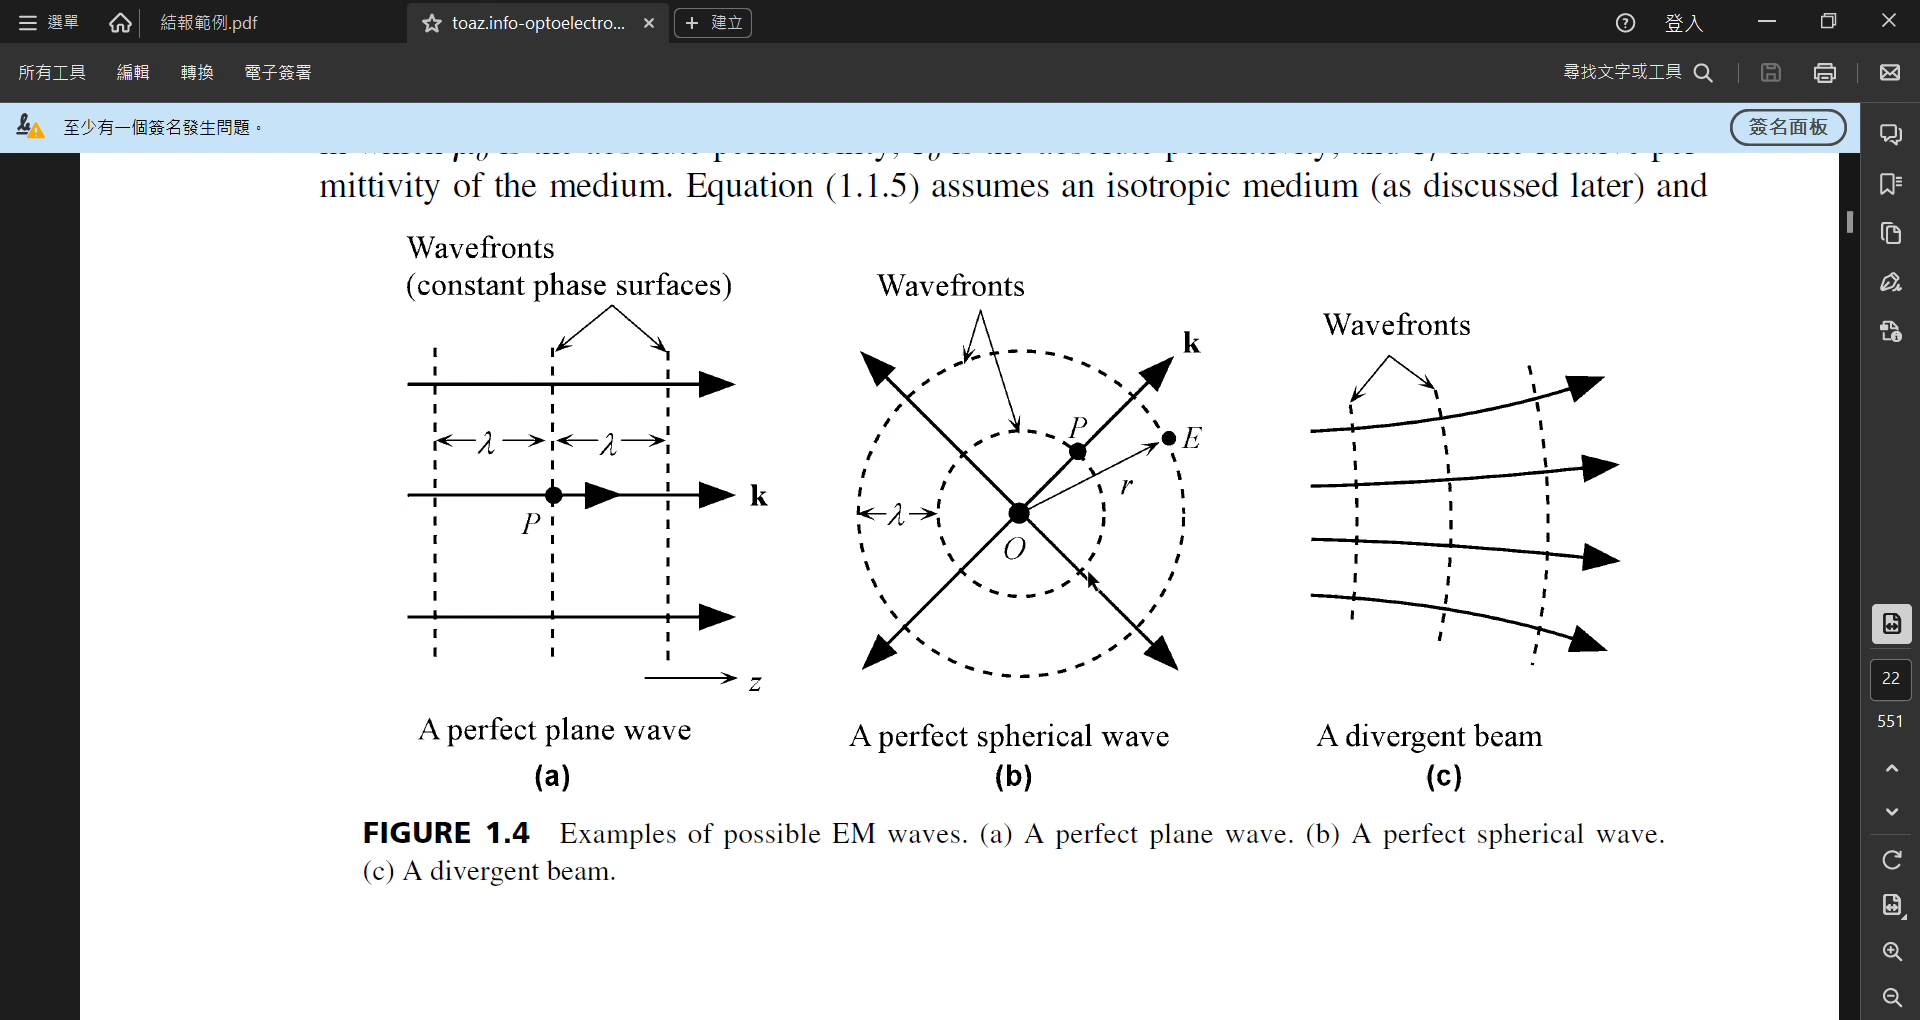 選單
結報範例.pdf
toaz.info-optoelectro...
建立
登入
所有工具
編輯
轉換
電子簽署
尋找文字或工具
至少有一個簽名發生問題。
簽名面板
mittivity of the medium. Equation (1.1.5) assumes an isotropic medium (as discussed later) and
Wavefronts
(constant phase surfaces)
λ
λ
P
k
z
A perfect plane wave
(a)
Wavefronts
k
P
E
r
λ
O
A perfect spherical wave
(b)
Wavefronts
A divergent beam
(c)
FIGURE 1.4 Examples of possible EM waves. (a) A perfect plane wave. (b) A perfect spherical wave.
(c) A divergent beam.
22
551